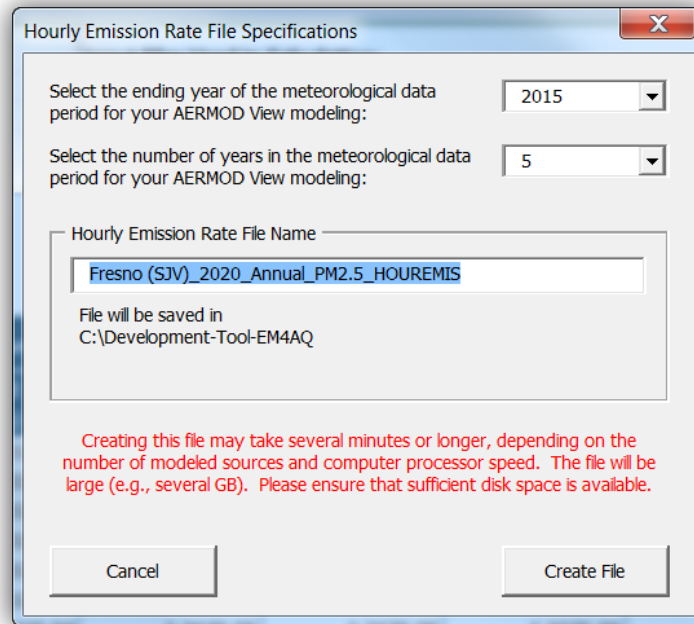 Hourly Emission Rate File Specifications
Select the ending year of the meteorological data
period for your AERMOD View modeling:
2015
Select the number of years in the meteorological data
period for your AERMOD View modeling:
5
Hourly Emission Rate File Name
Fresno (SJV)_2020_Annual_PM2.5_HOUREMIS
File will be saved in
C:\Development-Tool-EM4AQ
Creating this file may take several minutes or longer, depending on the
number of modeled sources and computer processor speed. The file will be
large (e.g., several GB). Please ensure that sufficient disk space is available.
Cancel
Create File